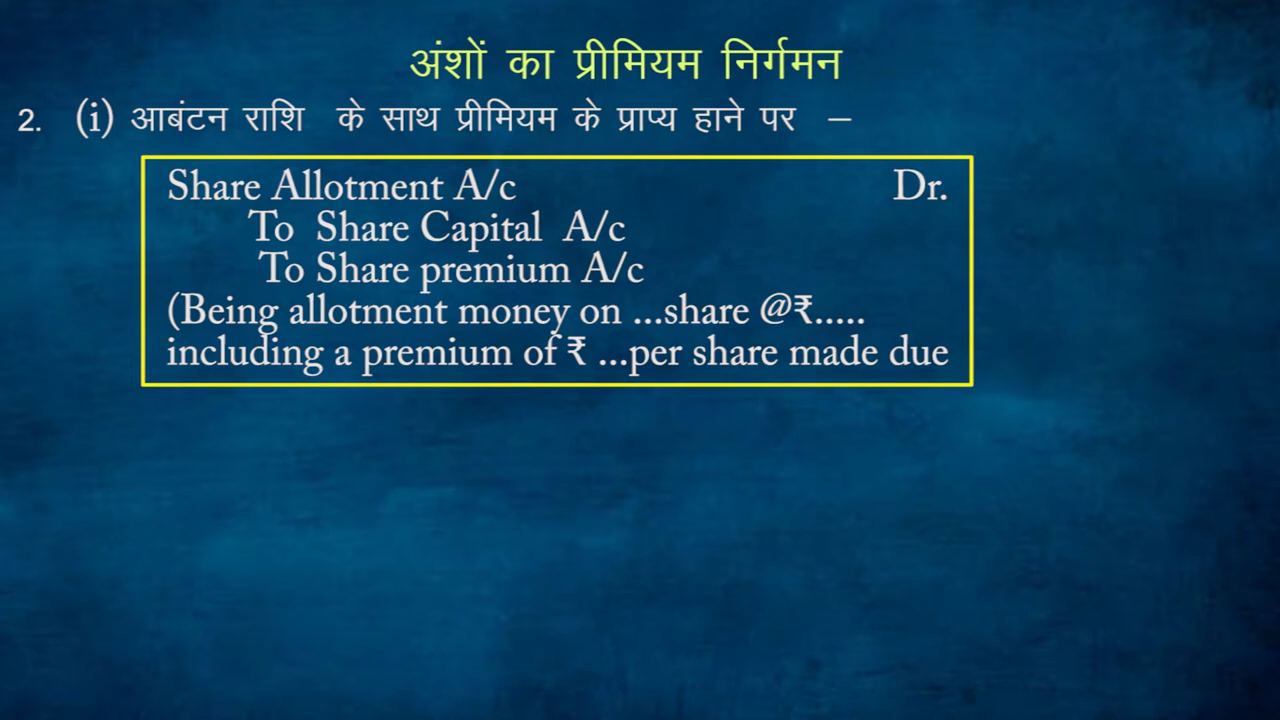 अंशों का प्रीमियम निर्गमन
2. (i) आबंटन राशि के साथ प्रीमियम के प्राप्य हाने पर –
Share Allotment A/c Dr.
To Share Capital A/c
To Share premium A/c
(Being allotment money on ...share @₹.....
including a premium of ₹ ...per share made due